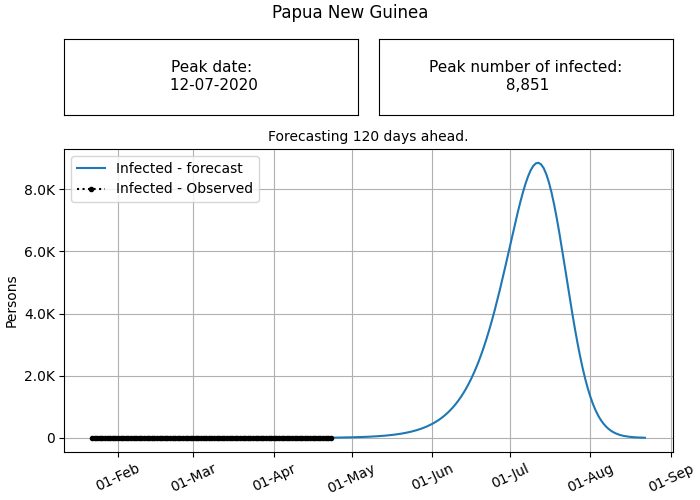 Papua New Guinea
Peak date:
12-07-2020
Peak number of infected:
8,851
Forecasting 120 days ahead.
Infected - forecast
Infected - Observed
8.0K
6.0K
4.0K
2.0K
0
Persons
01-Feb
01-Mar
01-Apr
01-May
01-Jun
01-Jul
01-Aug
01-Sep